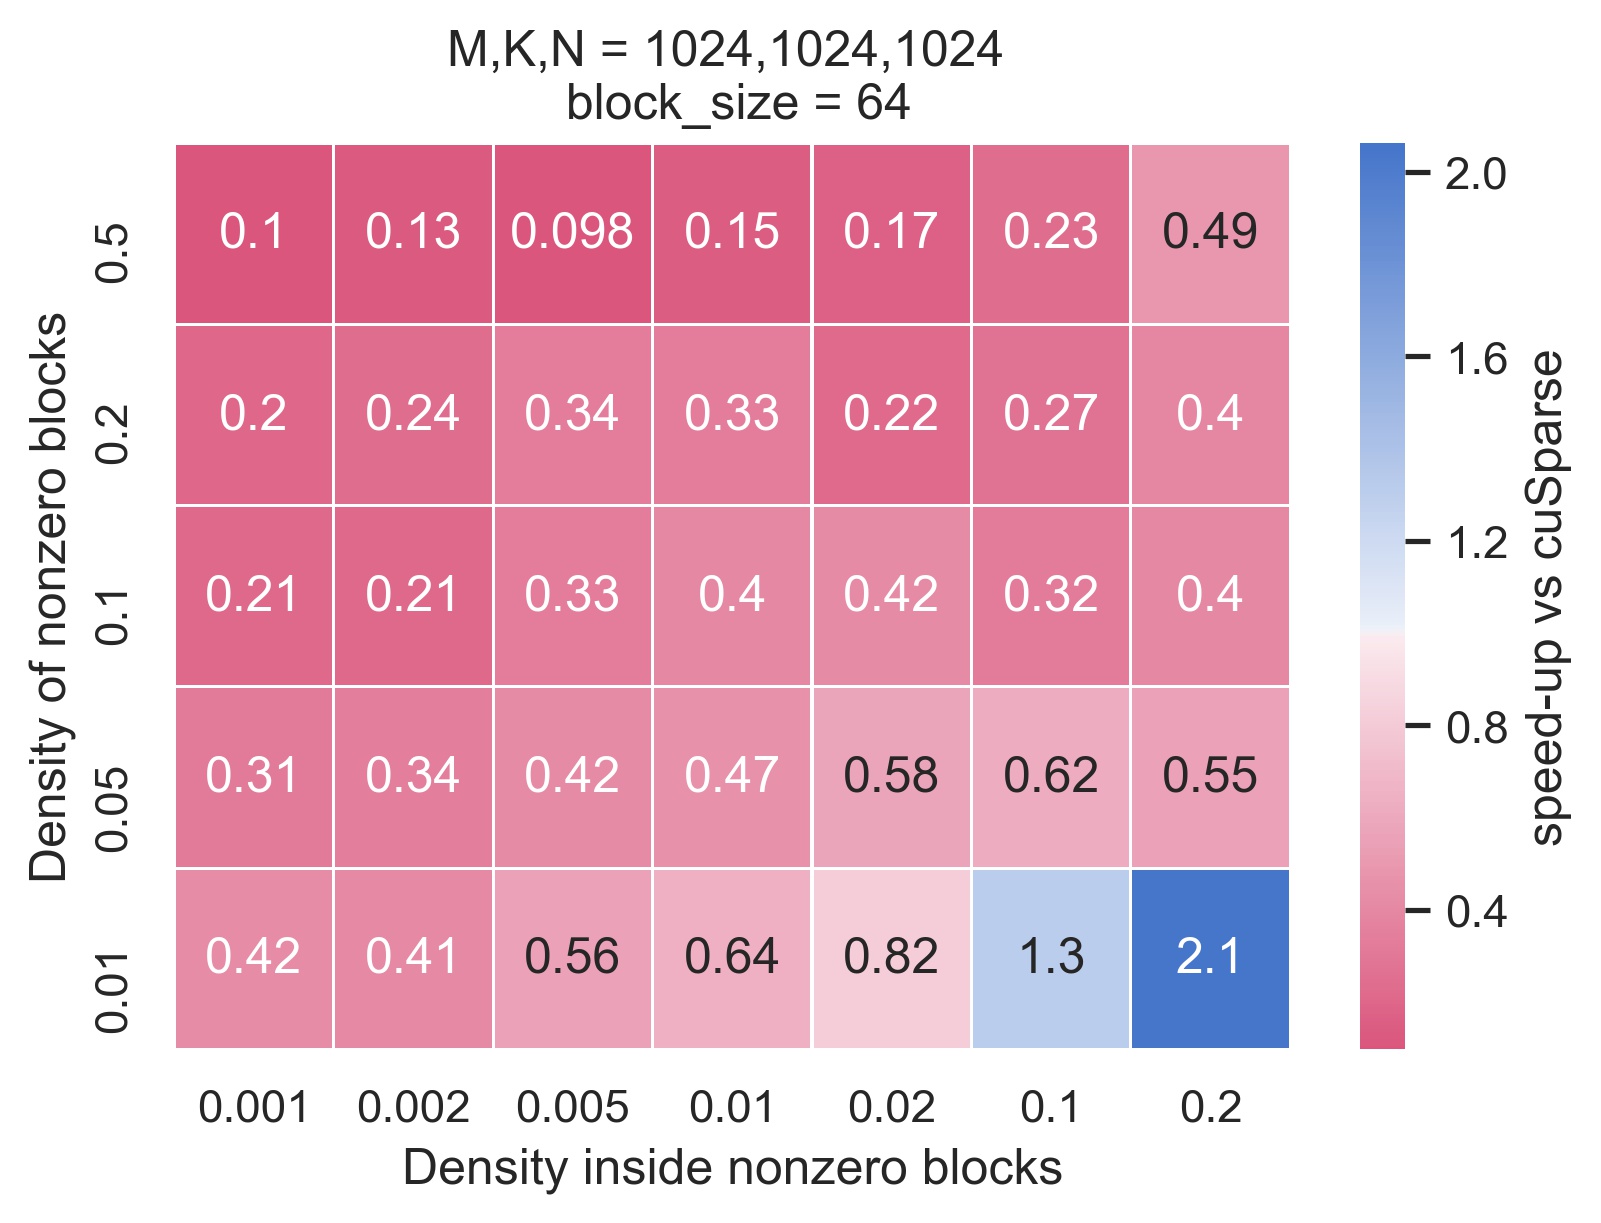 M,K,N = 1024,1024,1024
block_size = 64
Density of nonzero blocks
0.5
0.1 0.13 0.098 0.15 0.17 0.23 0.49
0.2
0.2 0.24 0.34 0.33 0.22 0.27 0.4
0.1
0.21 0.21 0.33 0.4 0.42 0.32 0.4
0.05
0.31 0.34 0.42 0.47 0.58 0.62 0.55
0.01
0.42 0.41 0.56 0.64 0.82 1.3 2.1
0.001 0.002 0.005 0.01 0.02 0.1 0.2
Density inside nonzero blocks
2.0
1.6
1.2
0.8
0.4
speed-up vs cuSparse